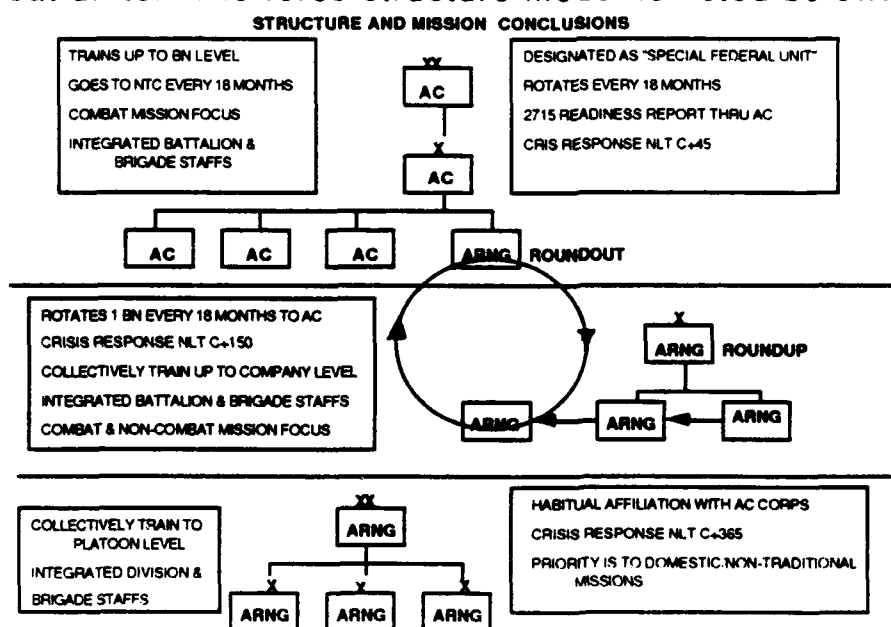 STRUCTURE AND MISSION CONCLUSIONS
TRAINS UP TO BN LEVEL
GOES TO NTC EVERY 18 MONTHS
COMBAT MISSION FOCUS
INTEGRATED BATTALION &
BRIGADE STAFFS
XX
AC
X
AC
DESIGNATED AS "SPECIAL FEDERAL UNIT"
ROTATES EVERY 18 MONTHS
2715 READINESS REPORT THRU AC
CRIS RESPONSE NLT C+45
AC
AC
AC
ARNG
ROUNDOUT
ROTATES 1 BN EVERY 18 MONTHS TO AC
CRISIS RESPONSE NLT C+150
COLLECTIVELY TRAIN UP TO COMPANY LEVEL
INTEGRATED BATTALION & BRIGADE STAFFS
COMBAT & NON-COMBAT MISSION FOCUS
X
ARNG
ROUNDUP
ARNG
ARNG
ARNG
COLLECTIVELY TRAIN TO
PLATOON LEVEL
INTEGRATED DIVISION &
BRIGADE STAFFS
XX
ARNG
X
X
X
ARNG
ARNG
ARNG
HABITUAL AFFILIATION WITH AC CORPS
CRISIS RESPONSE NLT C+365
PRIORITY IS TO DOMESTIC-NON-TRADITIONAL
MISSIONS